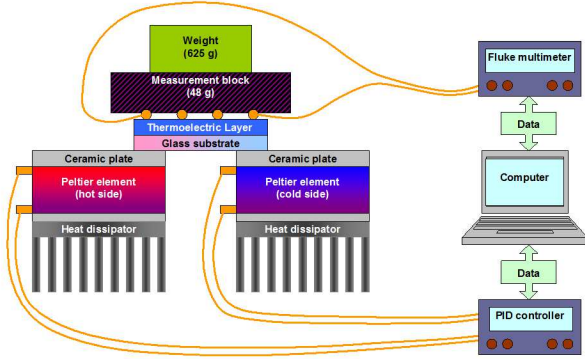 Weight
(625 g)
Fluke multimeter
Measurement block
(48 g)
Data
Thermoelectric Layer
Glass substrate
Ceramic plate
Ceramic plate
Computer
Peltier element
(hot side)
Peltier element
(cold side)
Heat dissipator
Heat dissipator
Data
PID controller